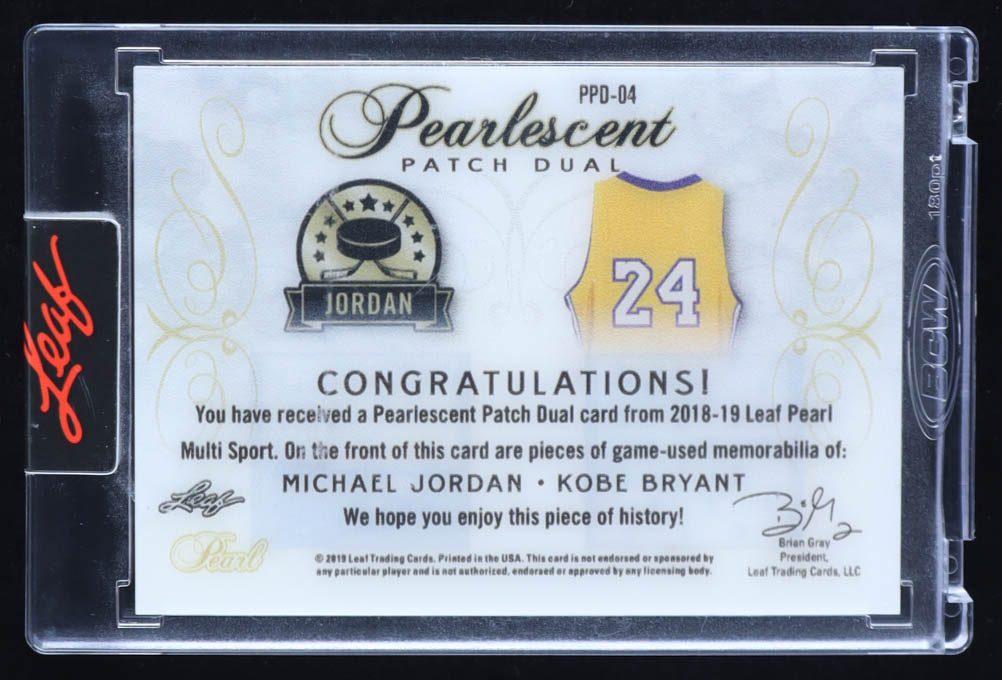 PPD-04
Pearlescent
PATCH DUAL
JORDAN
24
CONGRATULATIONS!
You have received a Pearlescent Patch Dual card from 2018-19 Leaf Pearl
Multi Sport. On the front of this card are pieces of game-used memorabilia of:
MICHAEL JORDAN • KOBE BRYANT
We hope you enjoy this piece of history!
Leaf
Pearl
© 2019 Leaf Trading Cards. Printed in the USA. This card is not endorsed or sponsored by
any particular player and is not authorized, endorsed or approved by any licensing body.
Brian Gray
President,
Leaf Trading Cards, LLC
Leaf
180pt
BCW